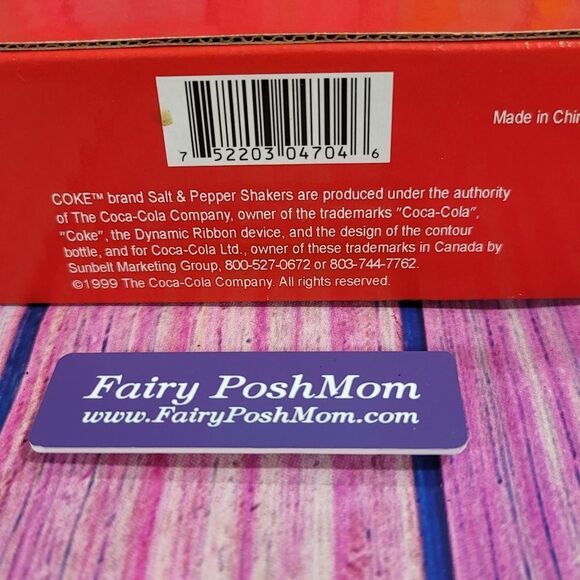 7 52203 04704 6
Made in Chin
COKE™ brand Salt & Pepper Shakers are produced under the authority
of The Coca-Cola Company, owner of the trademarks "Coca-Cola",
"Coke", the Dynamic Ribbon device, and the design of the contour
bottle, and for Coca-Cola Ltd., owner of these trademarks in Canada by
Sunbelt Marketing Group, 800-527-0672 or 803-744-7762.
©1999 The Coca-Cola Company. All rights reserved.
Fairy PoshMom
www.FairyPoshMom.com